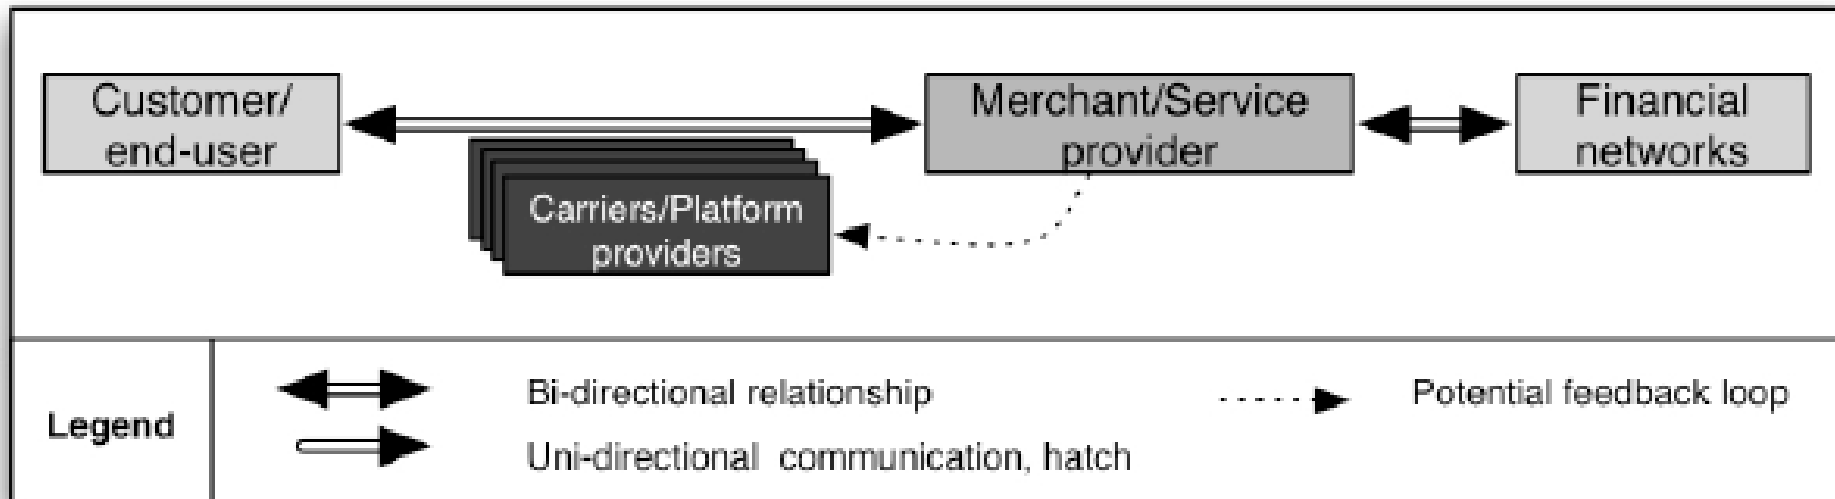 Customer/
end-user
Merchant/Service
provider
Financial
networks
Carriers/Platform
providers
Legend
Bi-directional relationship
Potential feedback loop
Uni-directional communication, hatch